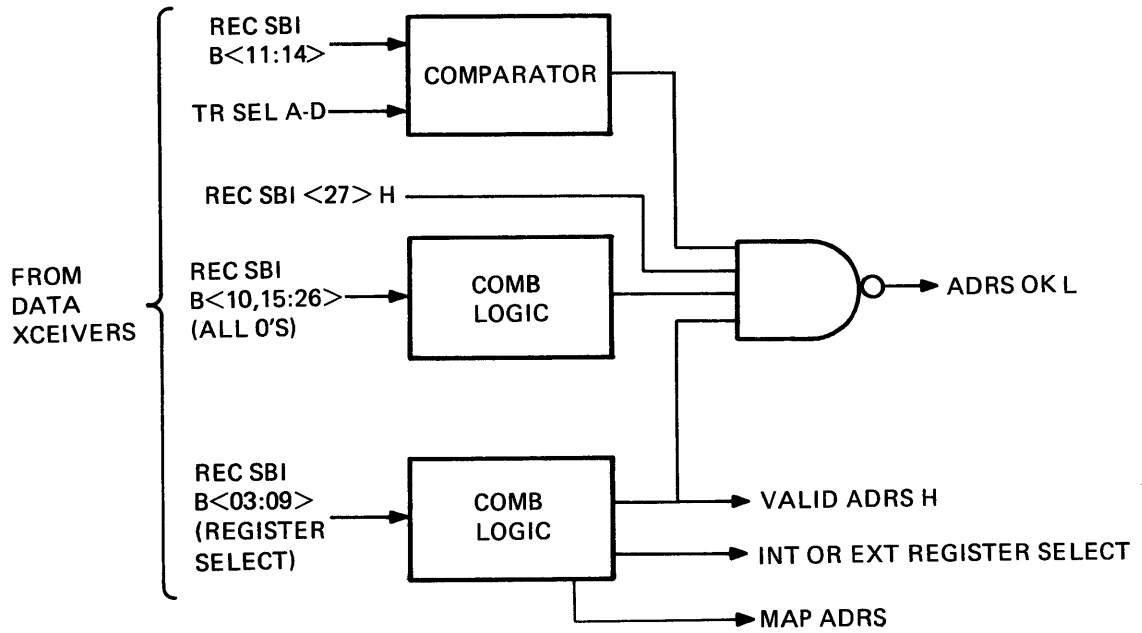 REC SBI
B<11:14>
TR SEL A-D
COMPARATOR
REC SBI <27> H
FROM
DATA
XCEIVERS
REC SBI
B<10,15:26>
(ALL 0'S)
COMB
LOGIC
ADRS OK L
REC SBI
B<03:09>
(REGISTER
SELECT)
COMB
LOGIC
VALID ADRS H
INT OR EXT REGISTER SELECT
MAP ADRS